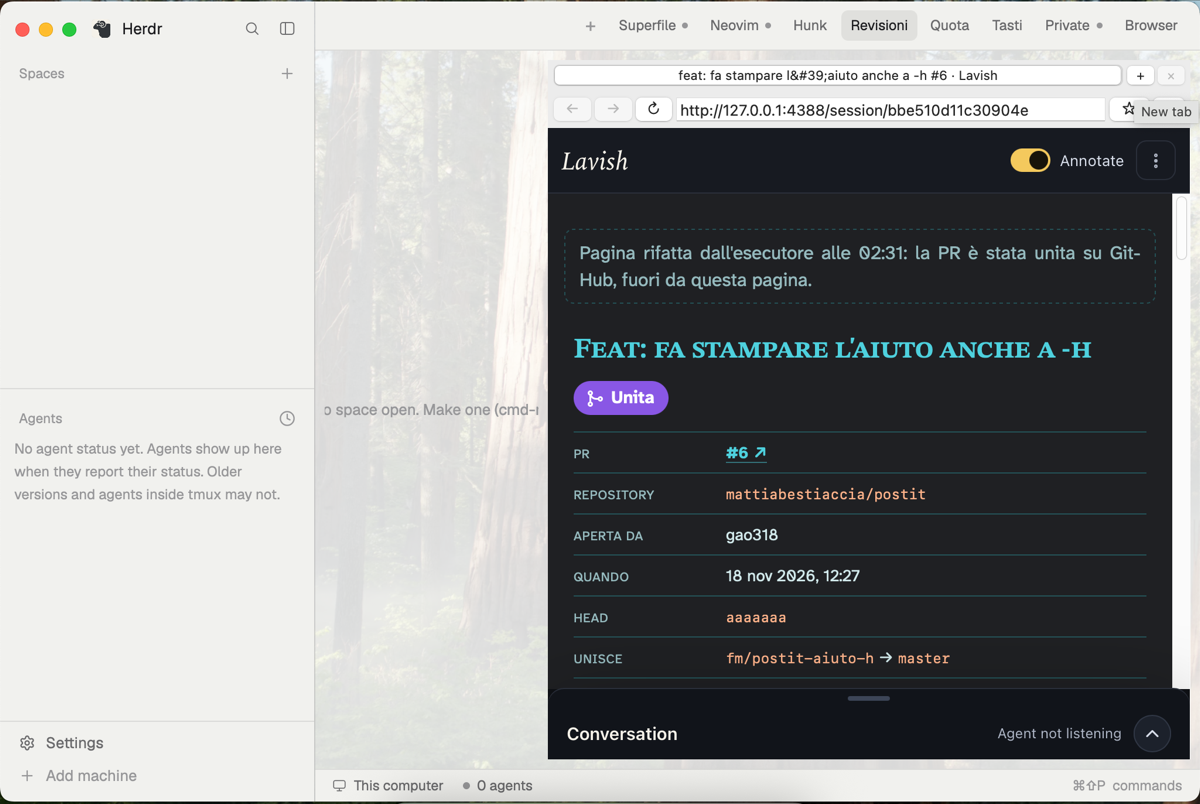 Herdr
Superfile
Neovim
Hunk
Revisioni
Quota
Tasti
Private
Browser
Spaces
feat: fa stampare l&#39;aiuto anche a -h #6 · Lavish
http://127.0.0.1:4388/session/bbe510d11c30904e
New tab
Lavish
Annotate
Pagina rifatta dall'esecutore alle 02:31: la PR è stata unita su Git-
Hub, fuori da questa pagina.
Feat: fa stampare l'aiuto anche a -h
Unita
o space open. Make one (cmd-
PR
#6 ↗
REPOSITORY
mattiabestiaccia/postit
APERTA DA
gao318
QUANDO
18 nov 2026, 12:27
HEAD
aaaaaaa
UNISCE
fm/postit-aiuto-h → master
Agents
No agent status yet. Agents show up here
when they report their status. Older
versions and agents inside tmux may not.
Conversation
Agent not listening
Settings
Add machine
This computer
0 agents
⌘⇧P commands